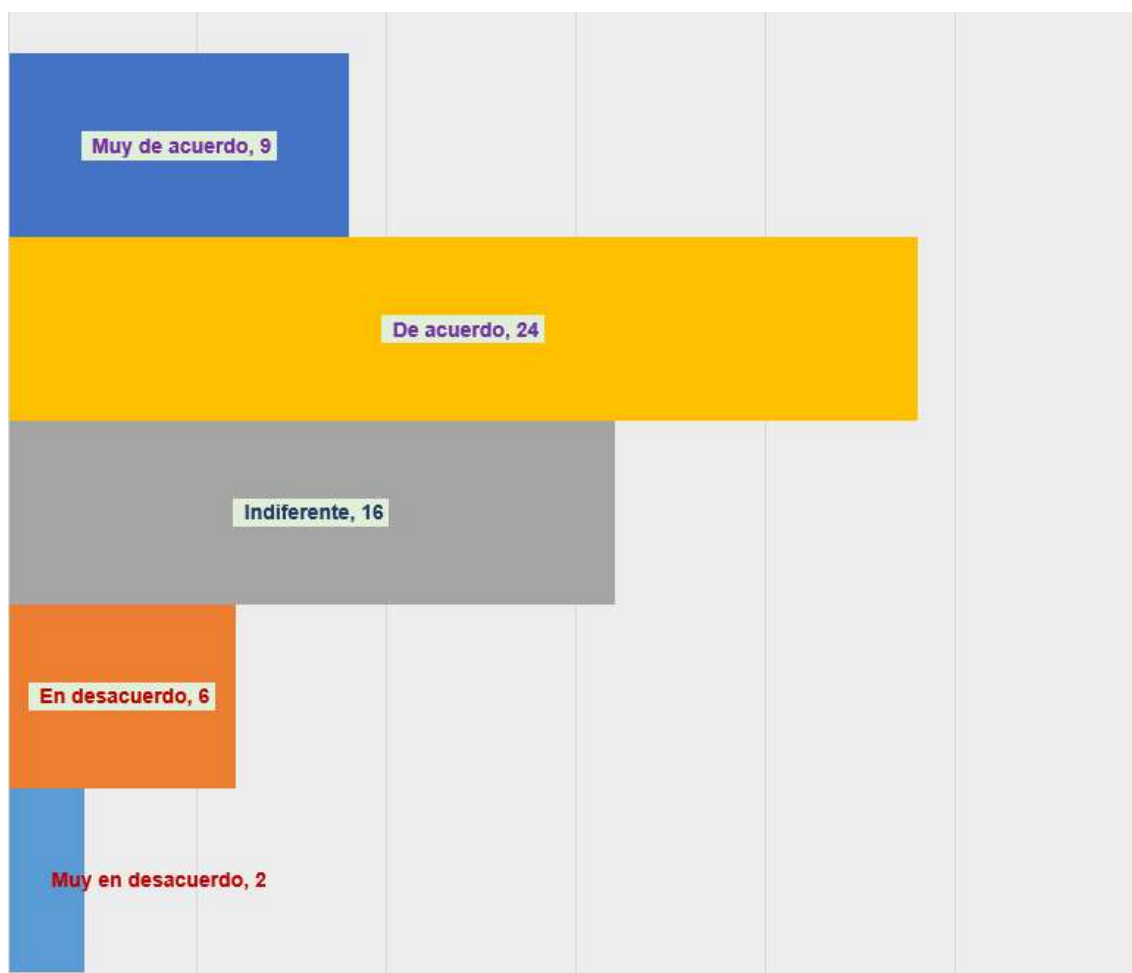 Muy de acuerdo, 9
De acuerdo, 24
Indiferente, 16
En desacuerdo, 6
Muy en desacuerdo, 2